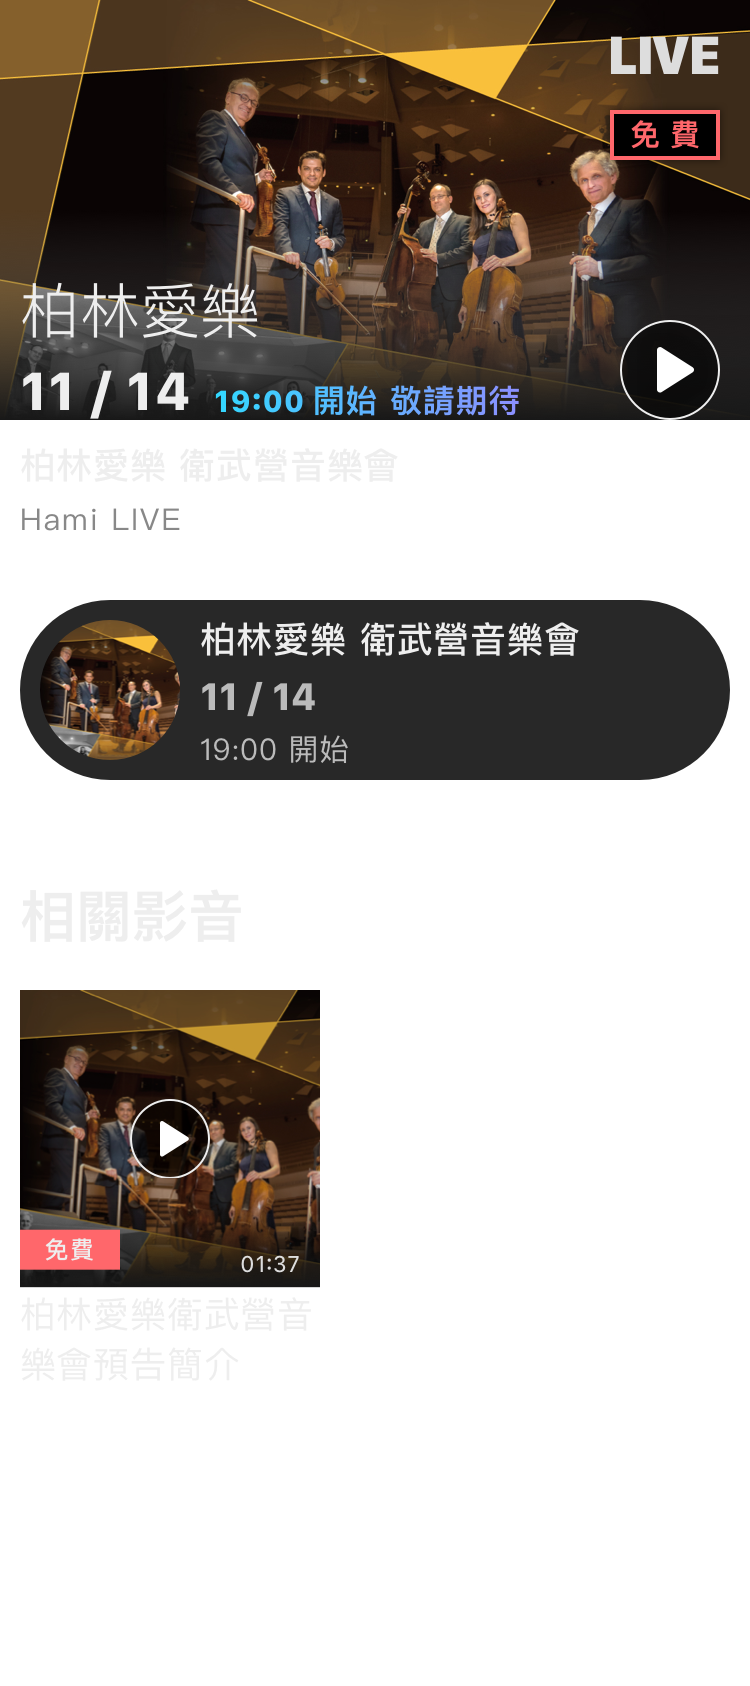 LIVE
免費
柏林愛樂
11 / 14 19:00 開始 敬請期待
柏林愛樂 衛武營音樂會
Hami LIVE
柏林愛樂 衛武營音樂會
11 / 14
19:00 開始
相關影音
免費
01:37
柏林愛樂衛武營音
樂會預告簡介